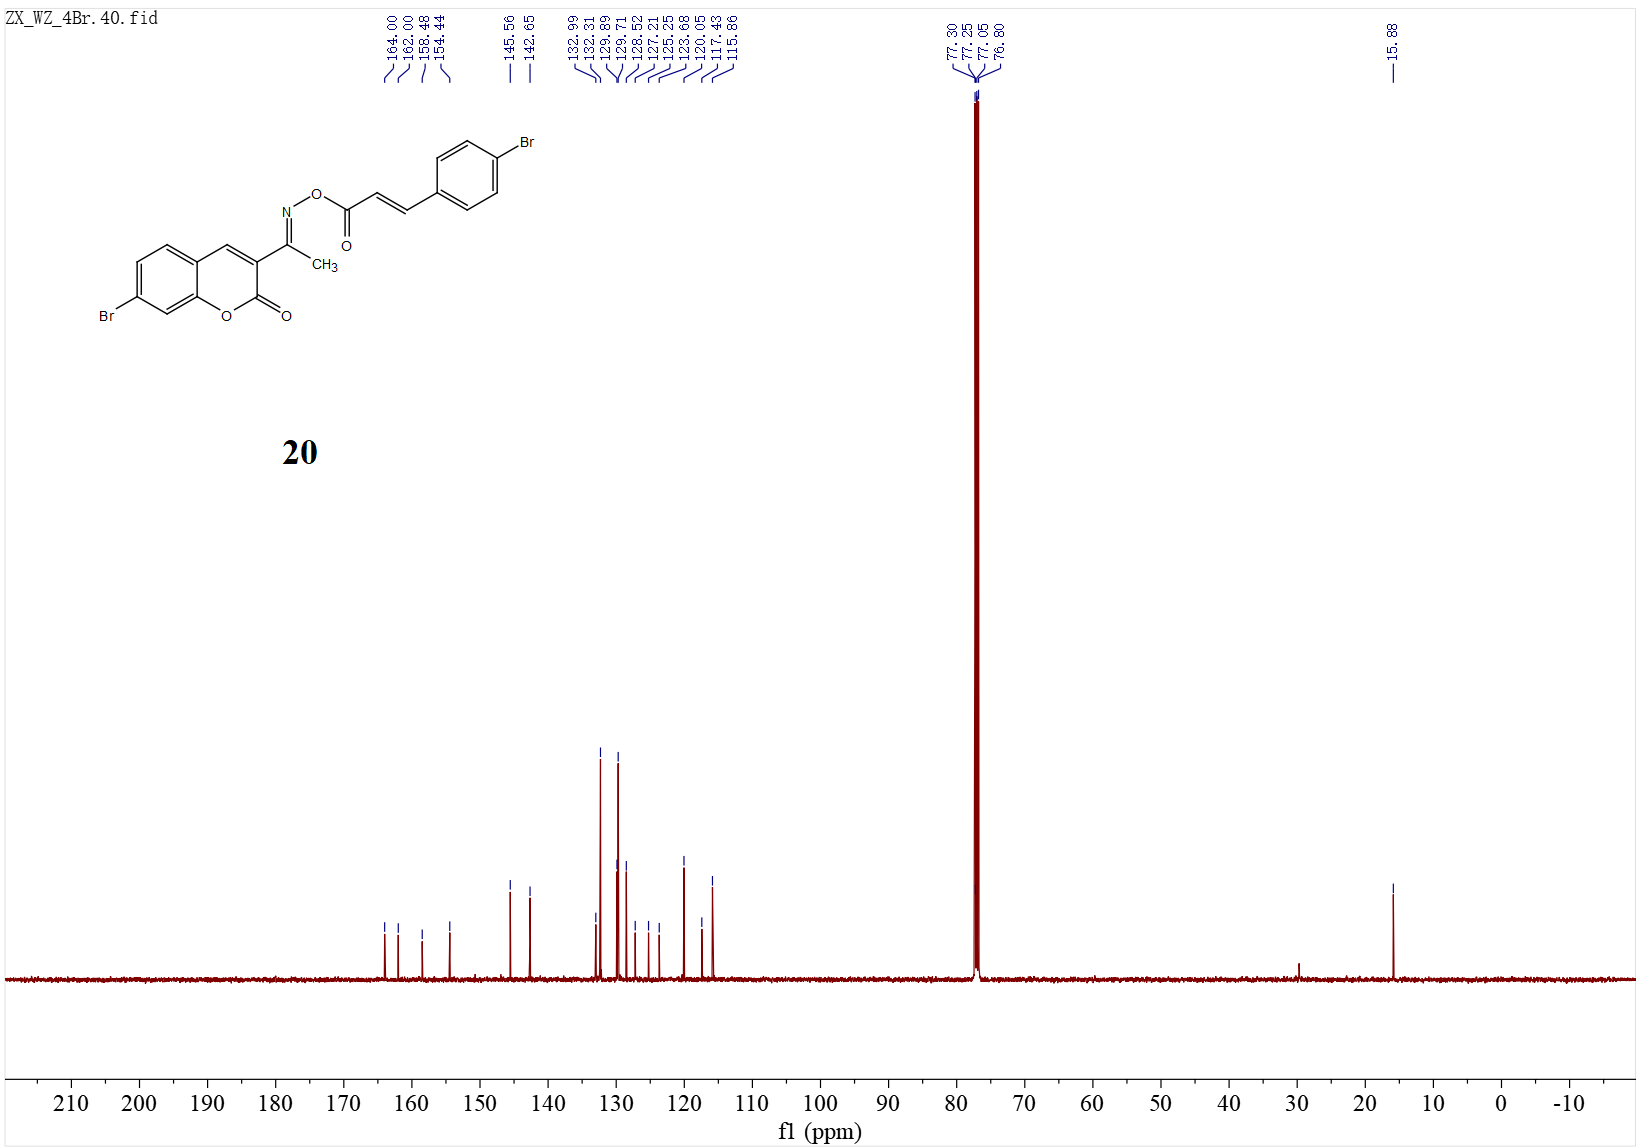 ZX_WZ_4Br.40.fid
164.00
162.00
158.48
154.44
145.56
142.65
132.99
132.31
129.89
129.71
128.52
127.21
125.25
123.68
120.05
117.43
115.86
77.30
77.25
77.05
76.80
15.88
Br
O
N
O
CH3
Br
O
O
20
210 200 190 180 170 160 150 140 130 120 110 100 90 80 70 60 50 40 30 20 10 0 -10
f1 (ppm)